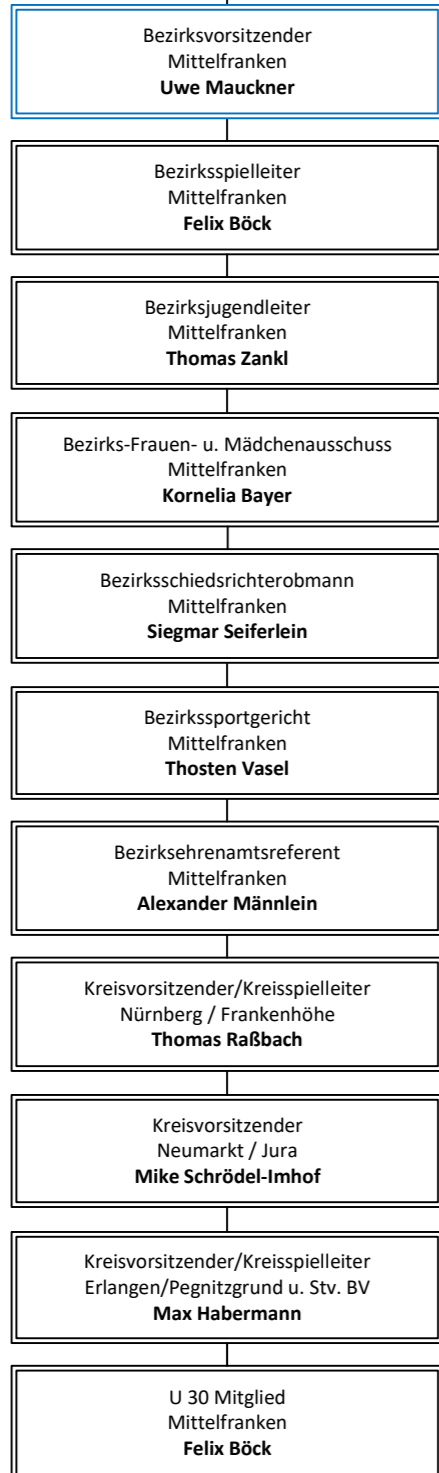 Bezirksvorsitzender
Mittelfranken
Uwe Mauckner
Bezirksspielleiter
Mittelfranken
Felix Böck
Bezirksjugendleiter
Mittelfranken
Thomas Zankl
Bezirks-Frauen- u. Mädchenausschuss
Mittelfranken
Kornelia Bayer
Bezirksschiedsrichterobmann
Mittelfranken
Siegmar Seiferlein
Bezirkssportgericht
Mittelfranken
Thosten Vasel
Bezirksehrenamtsreferent
Mittelfranken
Alexander Männlein
Kreisvorsitzender/Kreisspielleiter
Nürnberg / Frankenhöhe
Thomas Raßbach
Kreisvorsitzender
Neumarkt / Jura
Mike Schrödel-Imhof
Kreisvorsitzender/Kreisspielleiter
Erlangen/Pegnitzgrund u. Stv. BV
Max Habermann
U 30 Mitglied
Mittelfranken
Felix Böck